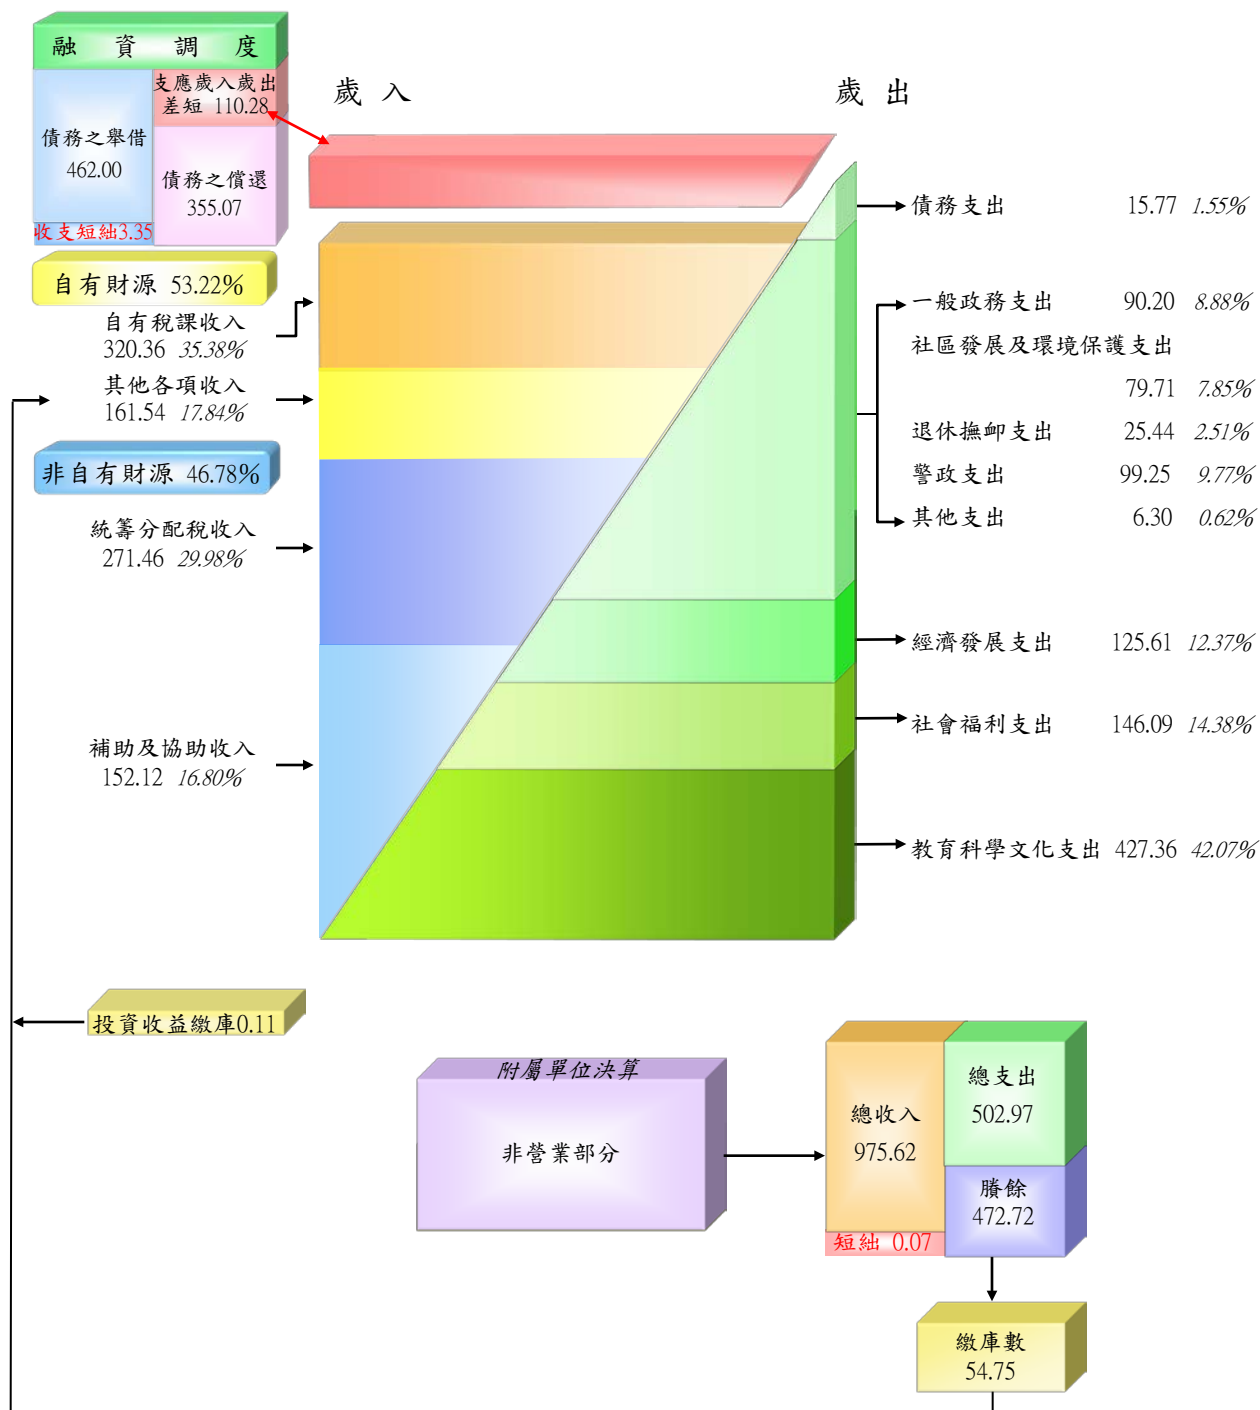 融資調度
支應歲入歲出
差短 110.28
債務之舉借
462.00
債務之償還
355.07
收支短絀3.35
歲入
歲出
自有財源 53.22%
自有稅課收入
320.36 35.38%
其他各項收入
161.54 17.84%
非自有財源 46.78%
統籌分配稅收入
271.46 29.98%
補助及協助收入
152.12 16.80%
債務支出 15.77 1.55%
一般政務支出 90.20 8.88%
社區發展及環境保護支出
79.71 7.85%
退休撫卹支出 25.44 2.51%
警政支出 99.25 9.77%
其他支出 6.30 0.62%
經濟發展支出 125.61 12.37%
社會福利支出 146.09 14.38%
教育科學文化支出 427.36 42.07%
投資收益繳庫0.11
附屬單位決算
非營業部分
總收入
975.62
短絀 0.07
總支出
502.97
賸餘
472.72
繳庫數
54.75